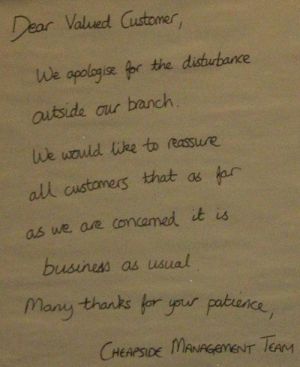 Dear Valued Customer,
We apologise for the disturbance
outside our branch.
We would like to reassure
all customers that as far
as we are concerned it is
business as usual.
Many thanks for your patience,
CHEAPSIDE MANAGEMENT TEAM